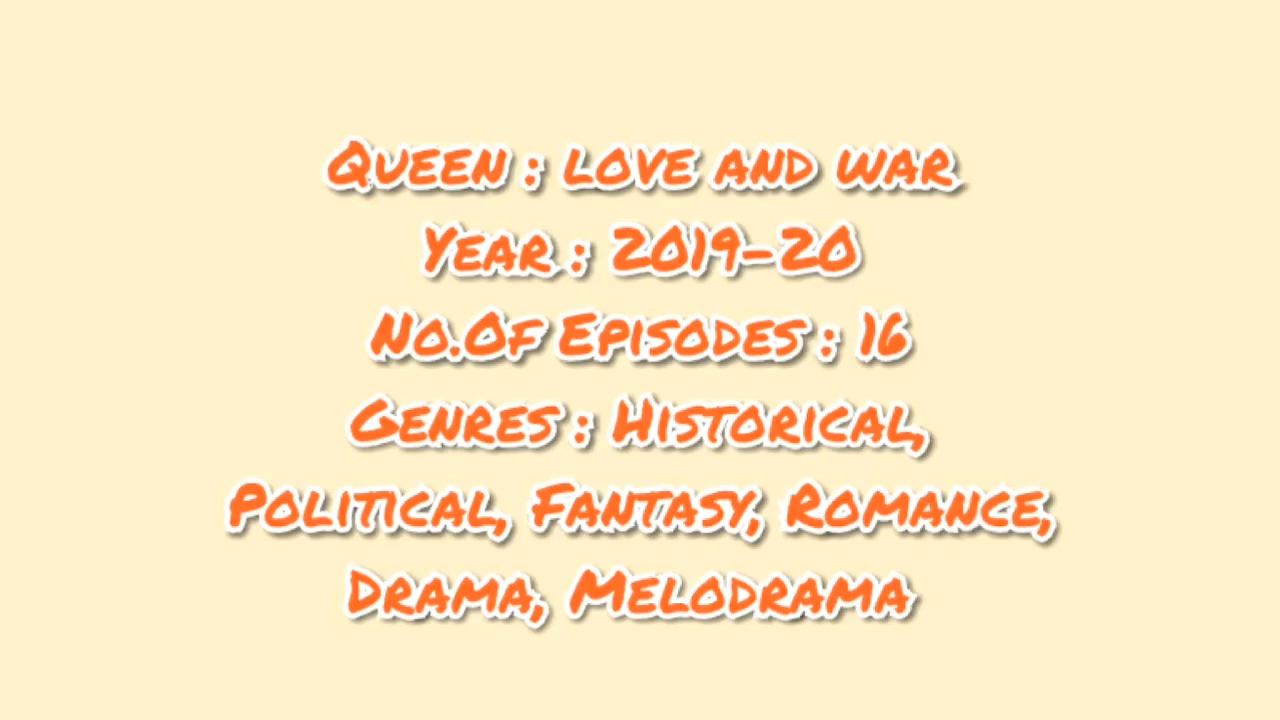 Queen : love and war
Year : 2019-20
No.Of Episodes : 16
Genres : Historical,
Political, Fantasy, Romance,
Drama, Melodrama